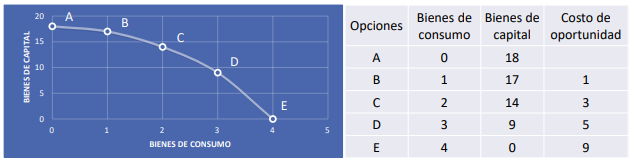 BIENES DE CAPITAL
20
15
10
5
0
A
B
C
D
E
0 1 2 3 4 5
BIENES DE CONSUMO
Opciones Bienes de consumo Bienes de capital Costo de oportunidad
A 0 18
B 1 17 1
C 2 14 3
D 3 9 5
E 4 0 9